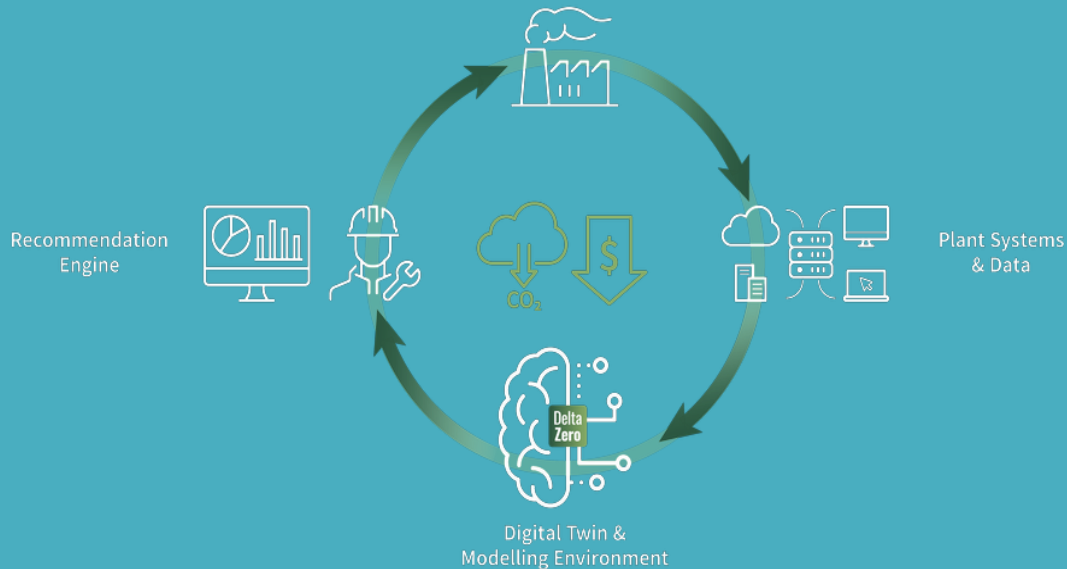 Recommendation
Engine
$
CO₂
Plant Systems
& Data
Delta
Zero
Digital Twin &
Modelling Environment